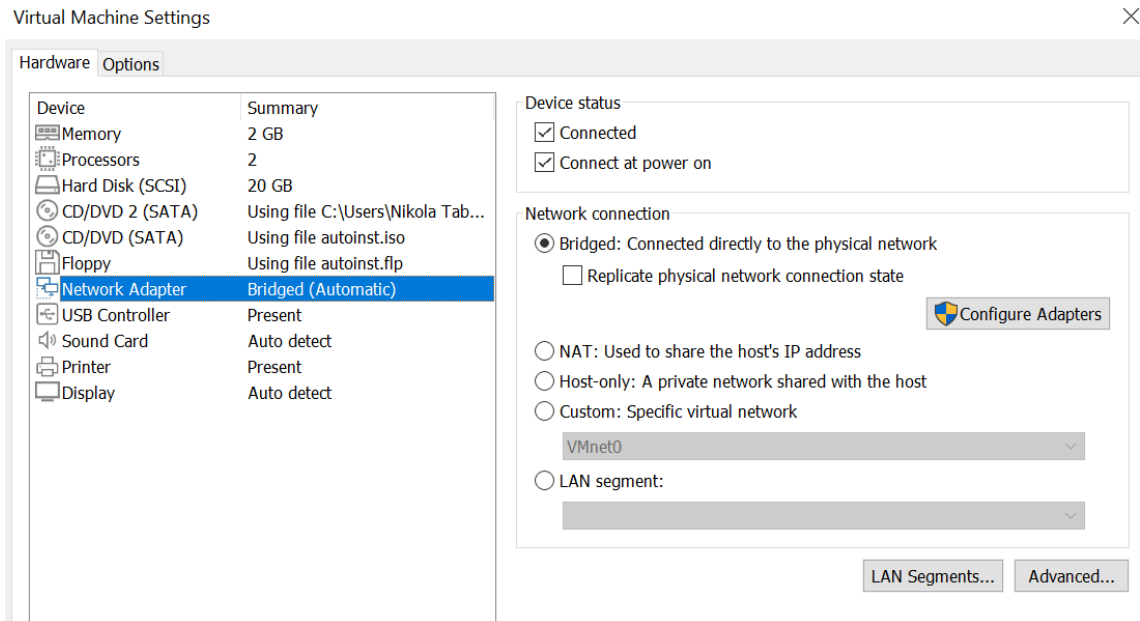 Virtual Machine Settings
Hardware Options
Device Summary
Memory 2 GB
Processors 2
Hard Disk (SCSI) 20 GB
CD/DVD 2 (SATA) Using file C:\Users\Nikola Tab...
CD/DVD (SATA) Using file autoinst.iso
Floppy Using file autoinst.flp
Network Adapter Bridged (Automatic)
USB Controller Present
Sound Card Auto detect
Printer Present
Display Auto detect
Device status
Connected
Connect at power on
Network connection
Bridged: Connected directly to the physical network
Replicate physical network connection state
Configure Adapters
NAT: Used to share the host's IP address
Host-only: A private network shared with the host
Custom: Specific virtual network
VMnet0
LAN segment:
LAN Segments... Advanced...